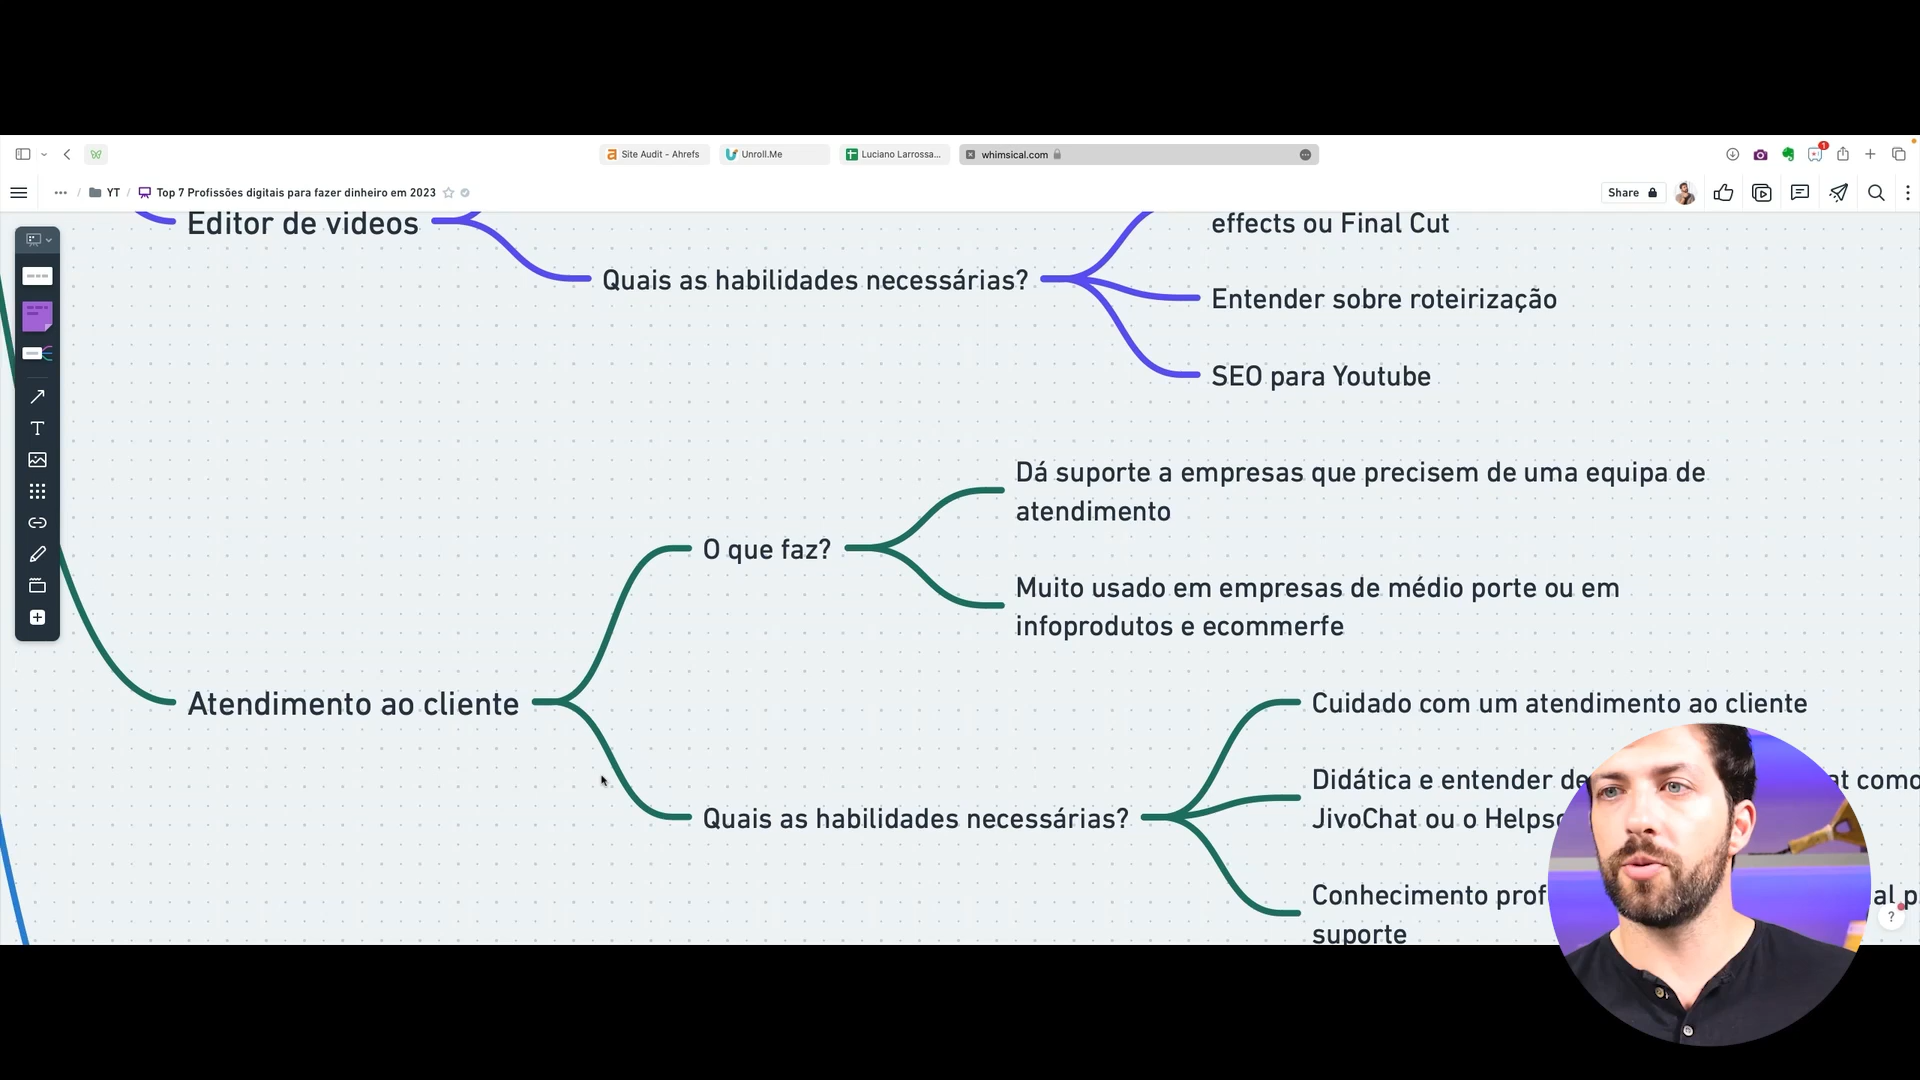 Site Audit - Ahrefs
Unroll.Me
Luciano Larrossa...
whimsical.com
1
...
/ YT / Top 7 Profissões digitais para fazer dinheiro em 2023
Share
Editor de videos
effects ou Final Cut
Quais as habilidades necessárias?
Entender sobre roteirização
SEO para Youtube
Dá suporte a empresas que precisem de uma equipa de
atendimento
O que faz?
Muito usado em empresas de médio porte ou em
infoprodutos e ecommerfe
Atendimento ao cliente
Cuidado com um atendimento ao cliente
Didática e entender de como
JivoChat ou o
Quais as habilidades necessárias?
Conhecimento
suporte
?